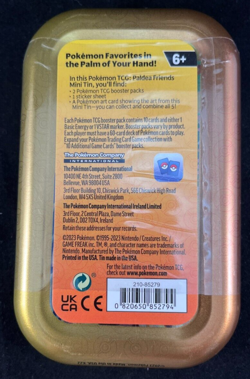 Pokémon Favorites in
the Palm of Your Hand!
6+
In this Pokémon TCG: Paldea Friends
Mini Tin, you'll find:
• 2 Pokémon TCG booster packs
• 1 sticker sheet
• A Pokémon art card showing the art from this
Mini Tin—you can collect and combine all 5!
Each Pokémon TCG booster pack contains 10 cards and either 1
Basic Energy or 1 VSTAR marker. Booster packs vary by product.
Each player must have a 60-card deck of Pokémon cards to play.
Expand your Pokémon Trading Card Game collection with
10 Additional Game Cards booster packs.
The Pokémon Company
INTERNATIONAL
The Pokémon Company International
10400 NE 4th Street, Suite 2800
Bellevue, WA 98004 USA
3rd Floor Building 10, Chiswick Park, 566 Chiswick High Road
London, W4 5XS United Kingdom
The Pokémon Company International Ireland Limited
3rd Floor, 2 Central Plaza, Dame Street
Dublin 2, D02 T0X4, Ireland
Retain these addresses for your records.
©2023 Pokémon. ©1995-2023 Nintendo / Creatures Inc. /
GAME FREAK inc. TM, ®, and character names are trademarks of
Nintendo. Manufactured by The Pokémon Company International.
Printed in the USA. Tin made in
For the Latest Info on the Pokémon TCG,
check out www.pokemon.com.
UK
CA
CE
210-85279
0 820650 852794